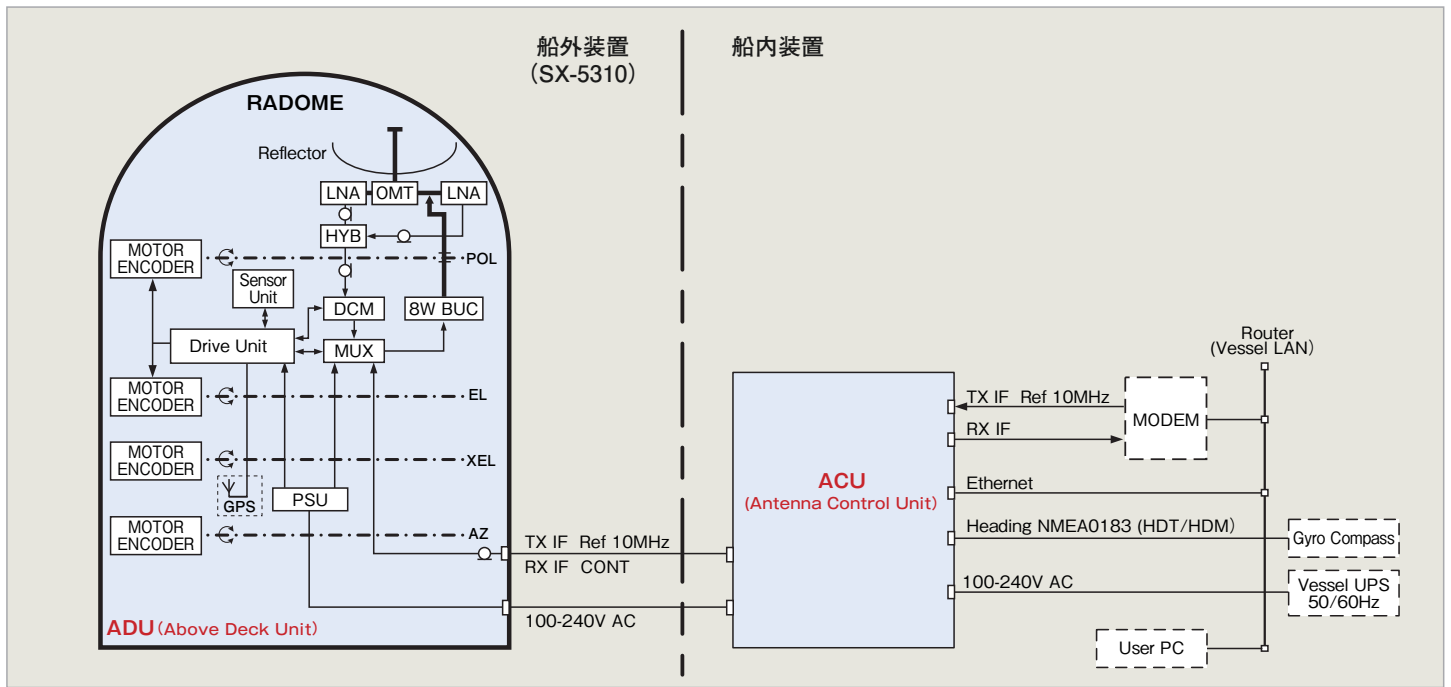 船外装置
（SX-5310）
船内装置
RADOME
Reflector
LNA
OMT
LNA
HYB
MOTOR
ENCODER
POL
Sensor
Unit
DCM
8W BUC
Drive Unit
MUX
MOTOR
ENCODER
EL
MOTOR
ENCODER
XEL
GPS
PSU
MOTOR
ENCODER
AZ
TX IF Ref 10MHz
RX IF CONT
100-240V AC
ADU (Above Deck Unit)
ACU
(Antenna Control Unit)
Router
(Vessel LAN)
TX IF Ref 10MHz
RX IF
MODEM
Ethernet
Heading NMEA0183 (HDT/HDM)
Gyro Compass
100-240V AC
Vessel UPS
50/60Hz
User PC